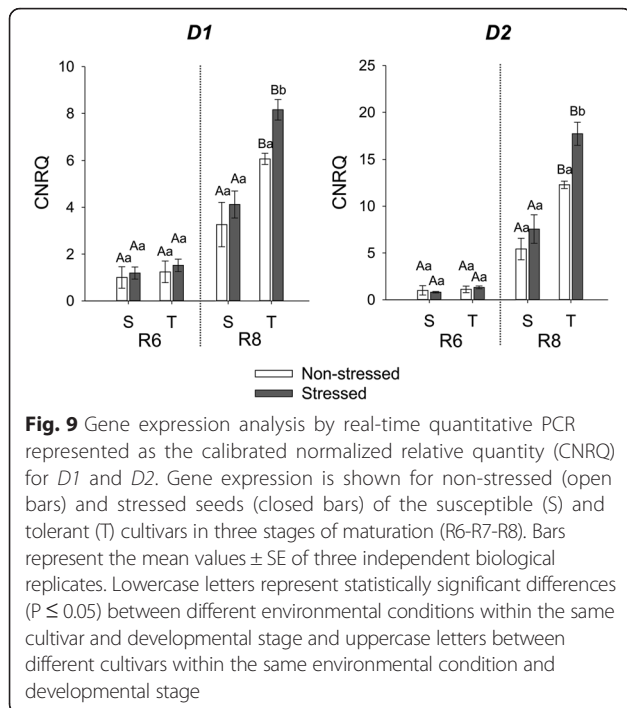 D1 D2
10
8
6
4
2
0
CNRQ
Aa Aa Aa Aa Aa Aa Ba Bb
S T S T
R6 R8
25
20
15
10
5
0
CNRQ
Aa Aa Aa Aa Aa Aa Ba Bb
S T S T
R6 R8
Non-stressed
Stressed
Fig. 9 Gene expression analysis by real-time quantitative PCR
represented as the calibrated normalized relative quantity (CNRQ)
for D1 and D2. Gene expression is shown for non-stressed (open
bars) and stressed seeds (closed bars) of the susceptible (S) and
tolerant (T) cultivars in three stages of maturation (R6-R7-R8). Bars
represent the mean values ± SE of three independent biological
replicates. Lowercase letters represent statistically significant differences
(P ≤ 0.05) between different environmental conditions within the same
cultivar and developmental stage and uppercase letters between
different cultivars within the same environmental condition and
developmental stage